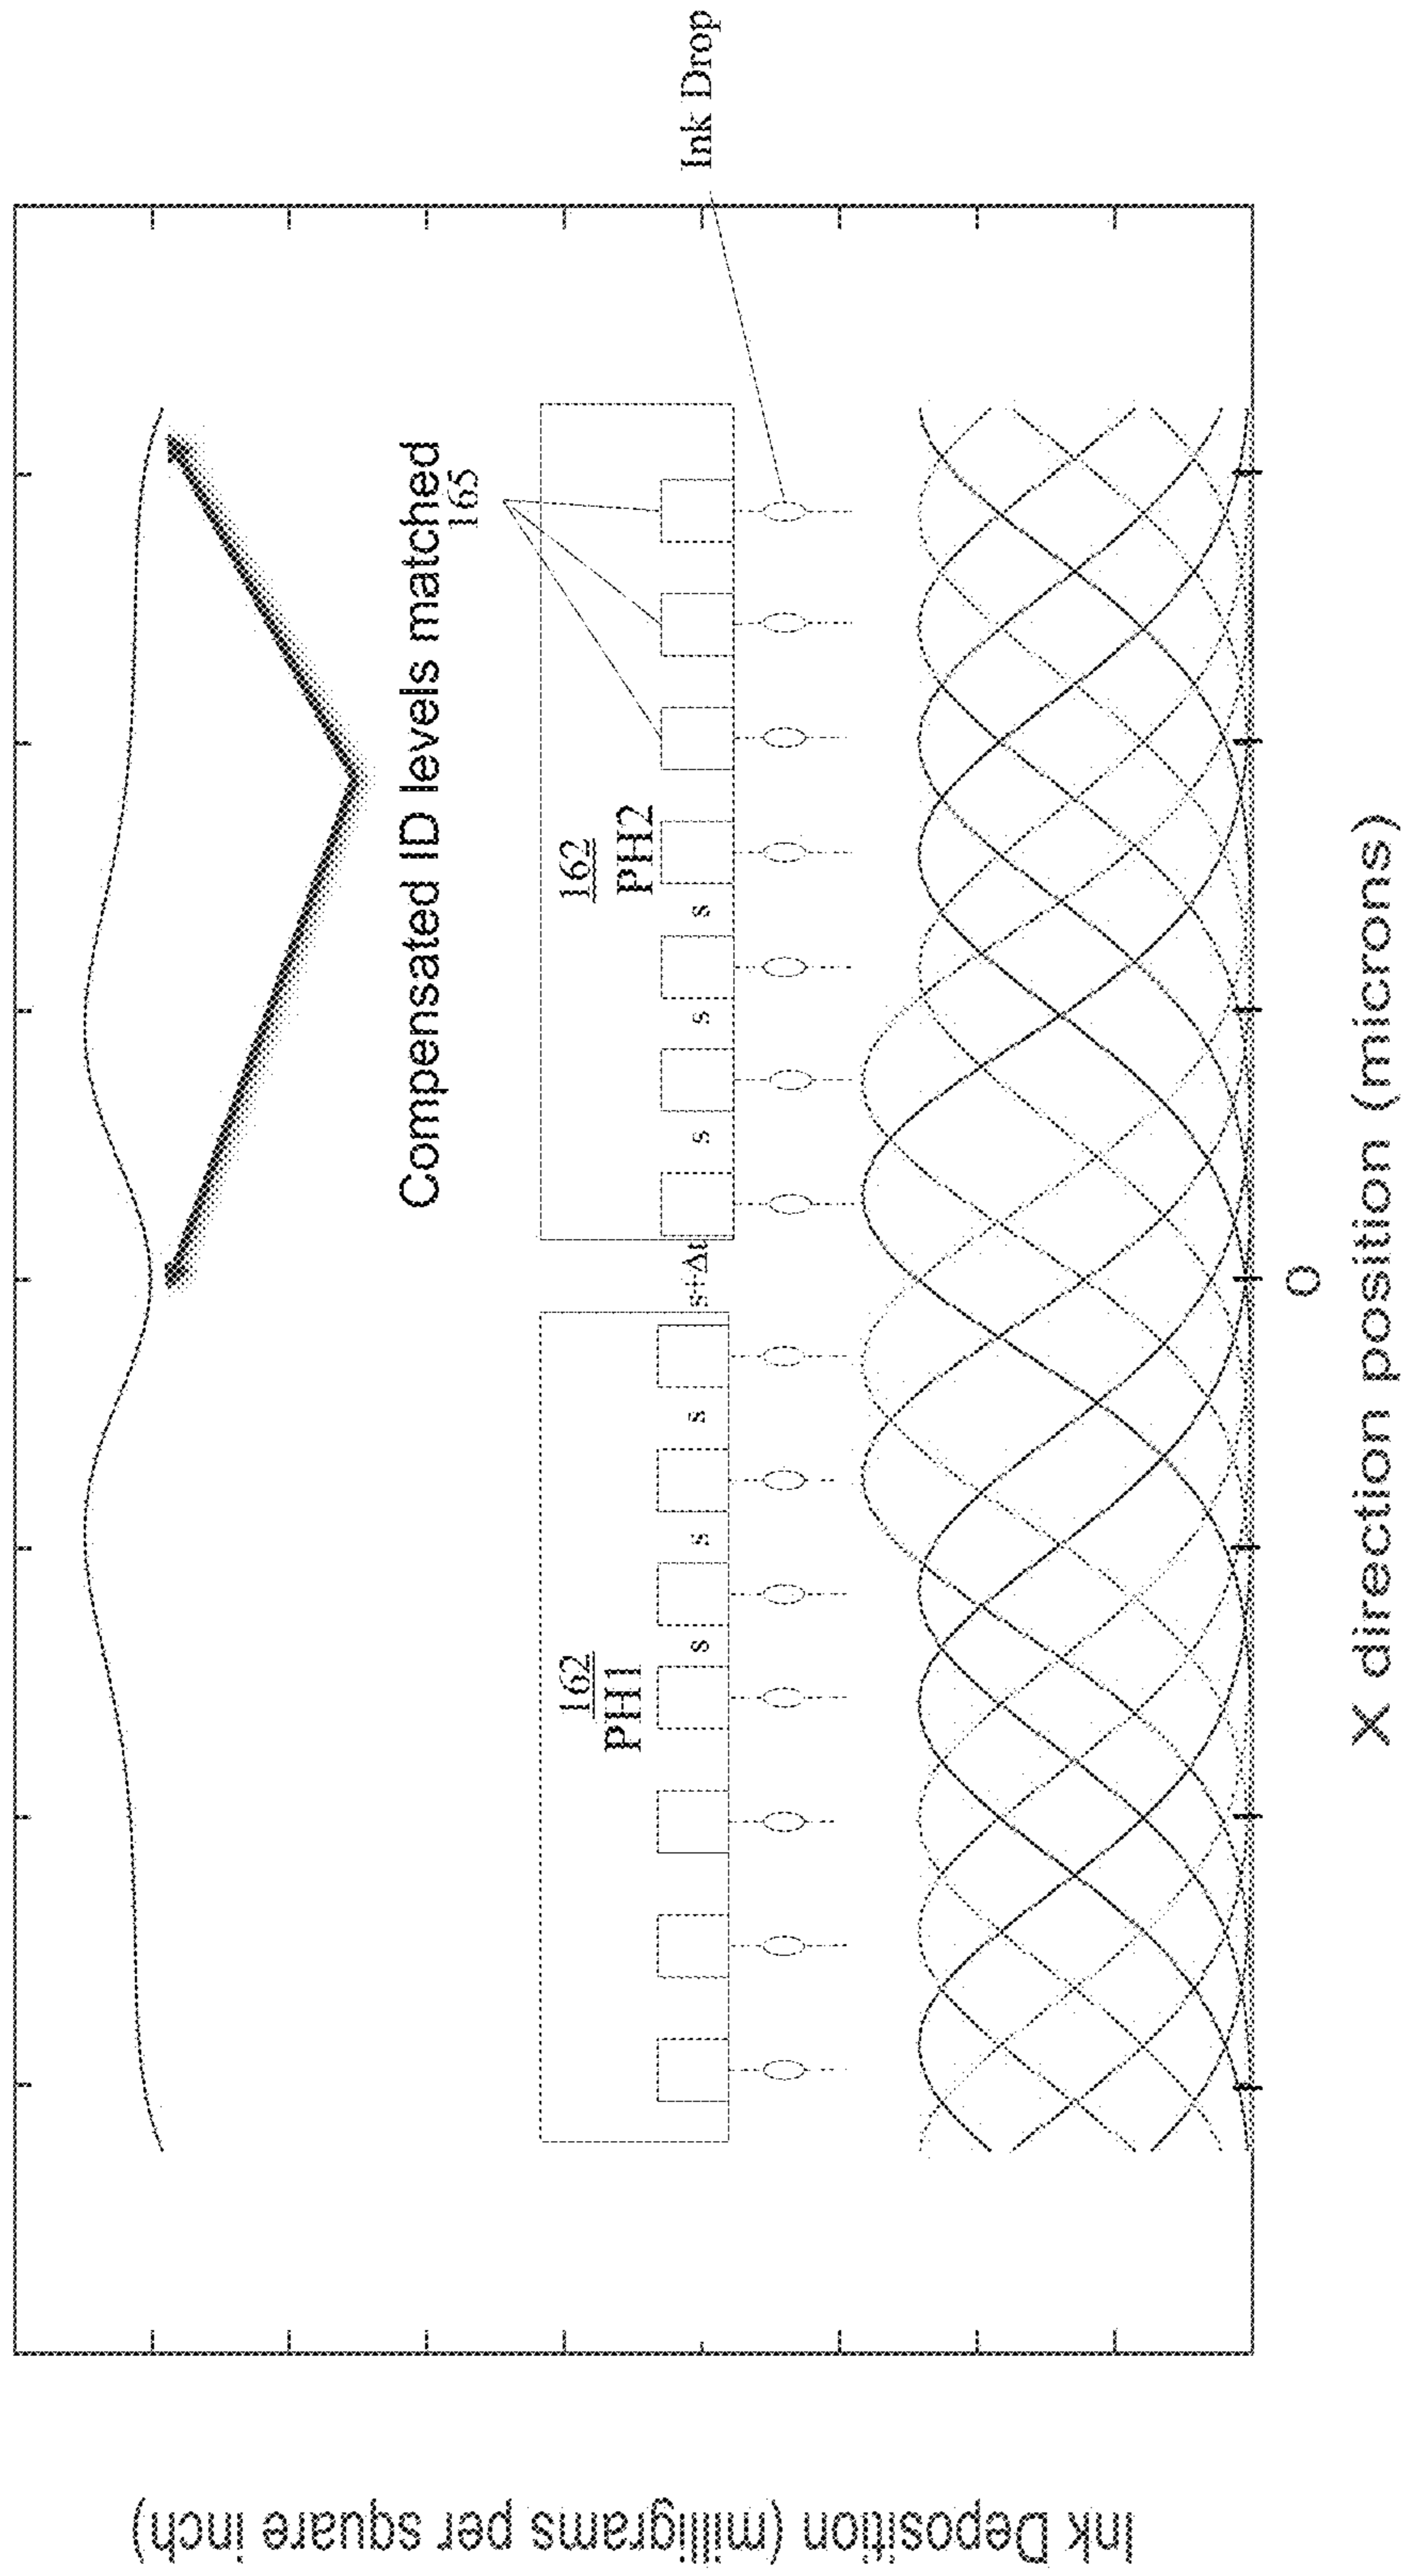 Ink Deposition (milligrams per square inch)
Compensated ID levels matched
165
162
PH1
162
PH2
s s s s+Δt s s s
Ink Drop
0
X direction position (microns)